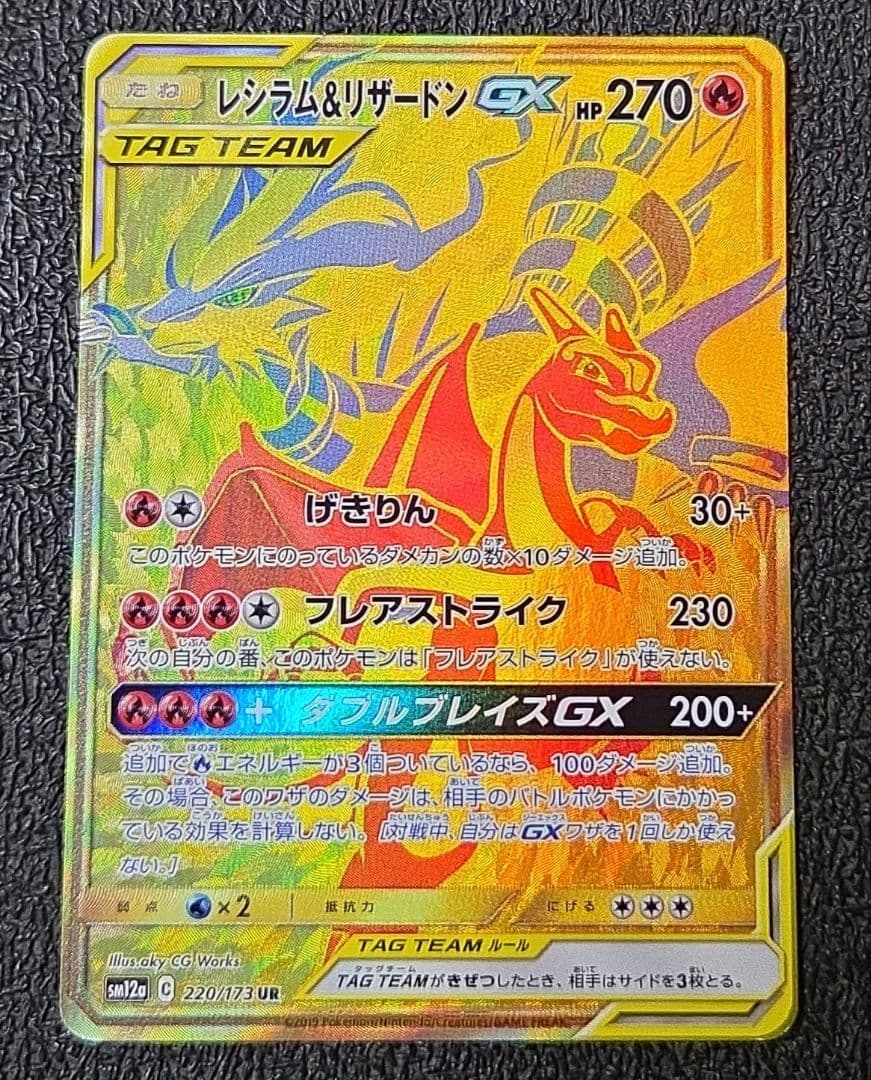 たね レシラム&リザードンGX HP270
TAG TEAM
げきりん 30+
このポケモンにのっているダメカンの数×10ダメージ追加。
フレアストライク 230
次の自分の番、このポケモンは「フレアストライク」が使えない。
+ ダブルブレイズGX 200+
追加で エネルギーが3個ついているなら、100ダメージ追加。
その場合、このワザのダメージは、相手のバトルポケモンにかかっ
ている効果を計算しない。 [対戦中、自分はGXワザを1回しか使え
ない。]
弱点 ×2 抵抗力 にげる
TAG TEAM ルール
TAG TEAMがきぜつしたとき、相手はサイドを3枚とる。
Illus.aky CG Works
sm12a C 220/173 UR
©2019 Pokémon/Nintendo/Creatures/GAME FREAK.